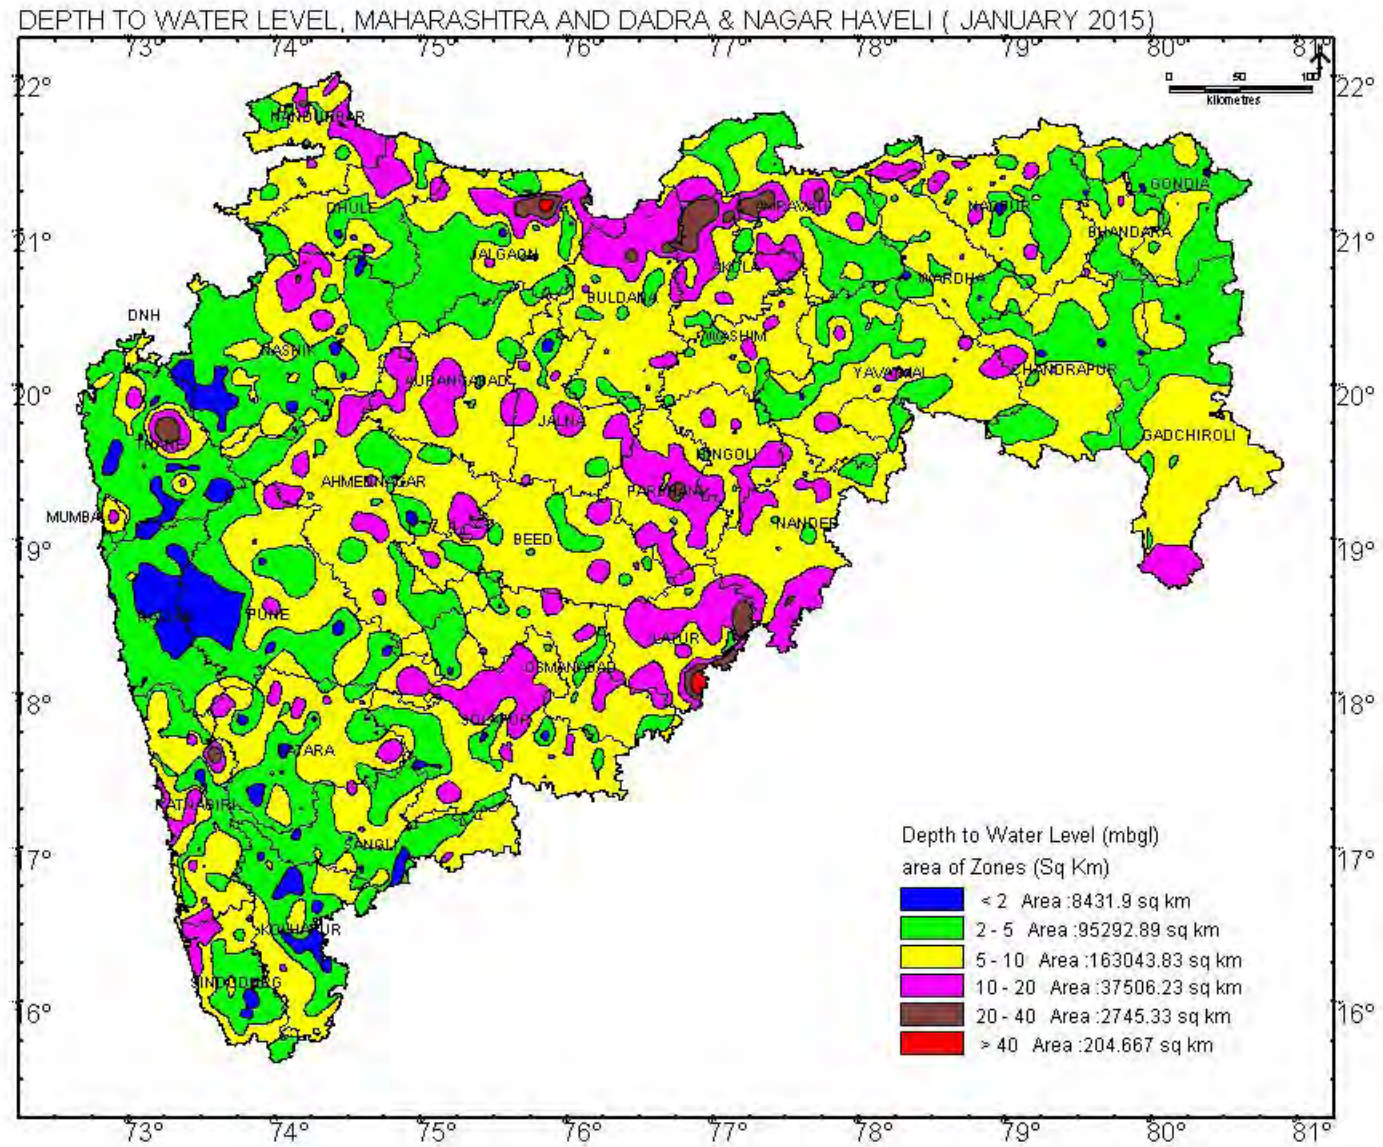 DEPTH TO WATER LEVEL, MAHARASHTRA AND DADRA & NAGAR HAVELI ( JANUARY 2015)
73° 74° 75° 76° 77° 78° 79° 80° 81°
22° 22°
0 50 100
kilometres
NANDURBAR
GONDIA
DHULE AMRAVATI NAGPUR
BHANDARA
21° 21°
JALGAON
AKOLA
WARDHA
BULDANA
DNH
WASHIM
NASHIK
YAVATMAL CHANDRAPUR
AURANGABAD
20° 20°
JALNA
GADCHIROLI
THANE
HINGOLI
AHMEDNAGAR
PARBHANI
MUMBAI
NANDED
BEED
19° 19°
PUNE
LATUR
OSMANABAD
18° 18°
SOLAPUR
SATARA
RATNAGIRI
17° 17°
SANGLI
Depth to Water Level (mbgl)
area of Zones (Sq Km)
< 2 Area :8431.9 sq km
2 - 5 Area :95292.89 sq km
5 - 10 Area :163043.83 sq km
10 - 20 Area :37506.23 sq km
20 - 40 Area :2745.33 sq km
> 40 Area :204.667 sq km
KOLHAPUR
SINDUDURG
16° 16°
73° 74° 75° 76° 77° 78° 79° 80° 81°